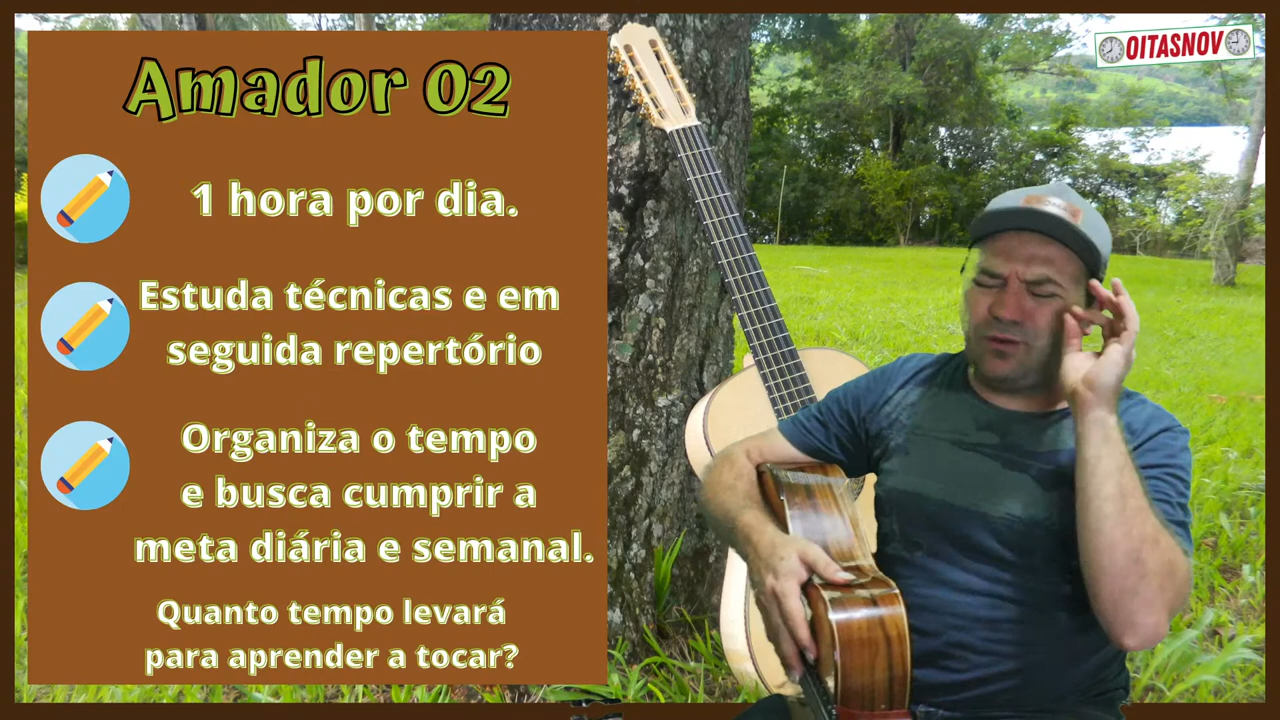 Amador 02
OITASNOV
1 hora por dia.
Estuda técnicas e em
seguida repertório
Organiza o tempo
e busca cumprir a
meta diária e semanal.
Quanto tempo levará
para aprender a tocar?